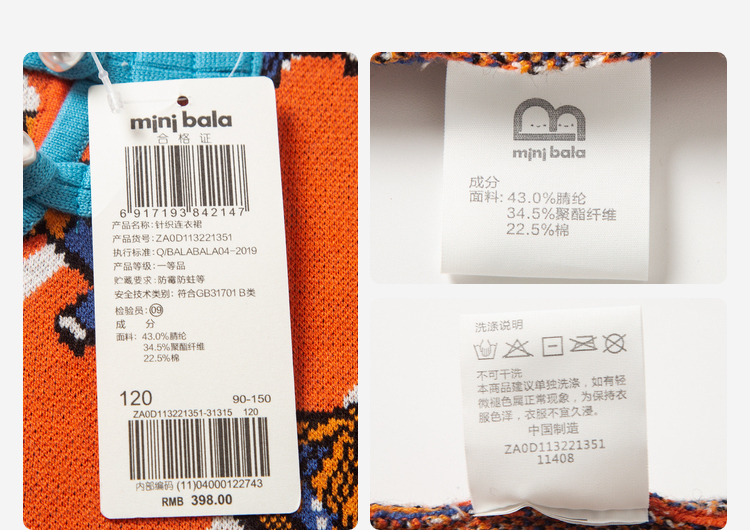 minj bala
合格证
6 917193 842147
产品名称: 针织连衣裙
产品货号: ZA0D113221351
执行标准: Q/BALABALA04-2019
产品等级: 一等品
贮藏要求: 防霉防蛀等
安全技术类别: 符合GB31701 B类
检验员: 09
成 分
面料: 43.0%腈纶
34.5%聚酯纤维
22.5%棉
120 90-150
ZA0D113221351-31315 120
内部编码 (11)04000122743
RMB 398.00
minj bala
成分
面料: 43.0%腈纶
34.5%聚酯纤维
22.5%棉
洗涤说明
不可干洗
本商品建议单独洗涤，如有轻
微褪色属正常现象，为保持衣
服色泽，衣服不宜久浸。
中国制造
ZA0D113221351
11408